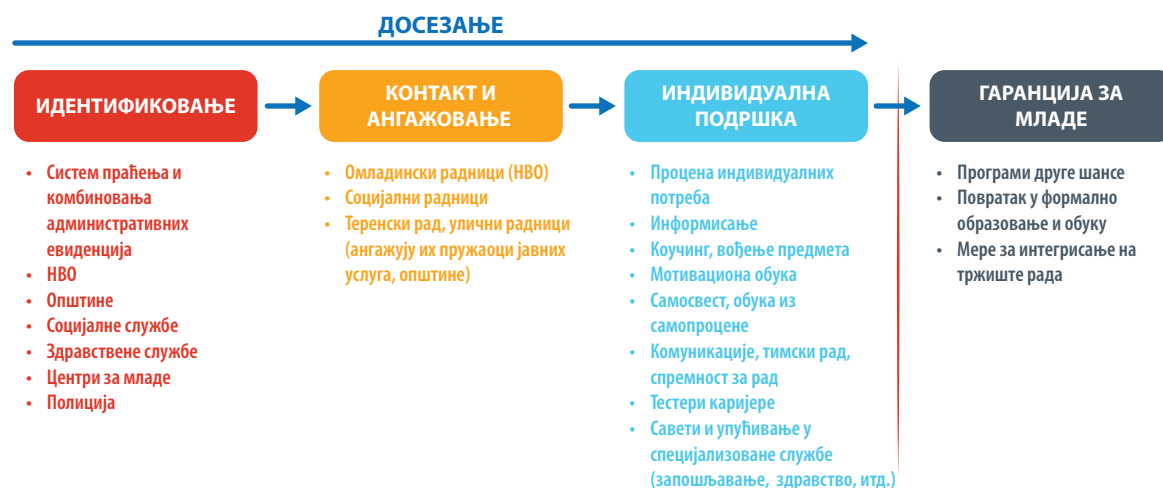 ДОСЕЗАЊЕ
ИДЕНТИФИКОВАЊЕ
• Систем праћења и
комбиновања
административних
евиденција
• НВО
• Општине
• Социјалне службе
• Здравствене службе
• Центри за младе
• Полиција
КОНТАКТ И
АНГАЖОВАЊЕ
• Омладински радници (НВО)
• Социјални радници
• Теренски рад, улични радници
(ангажују их пружаоци јавних
услуга, општине)
ИНДИВИДУАЛНА
ПОДРШКА
• Процена индивидуалних
потреба
• Информисање
• Коучинг, вођење предмета
• Мотивациона обука
• Самосвест, обука из
самопроцене
• Комуникације, тимски рад,
спремност за рад
• Тестери каријере
• Савети и упућивање у
специјализоване службе
(запошљавање, здравство, итд.)
ГАРАНЦИЈА ЗА
МЛАДЕ
• Програми друге шансе
• Повратак у формално
образовање и обуку
• Мере за интегрисање на
тржиште рада